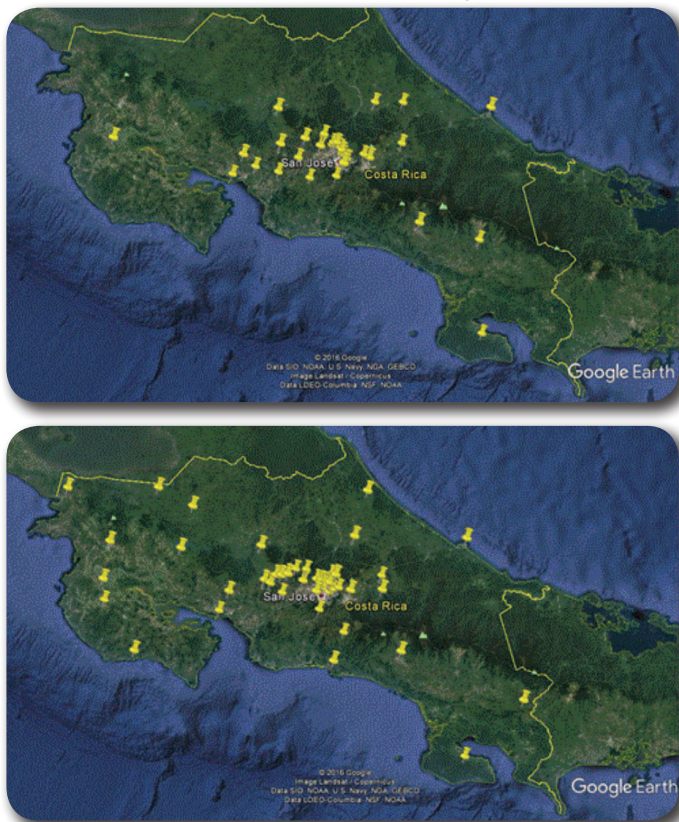 San José
Costa Rica
© 2016 Google
Data SIO, NOAA, U.S. Navy, NGA, GEBCO
Image Landsat / Copernicus
Data LDEO-Columbia, NSF, NOAA
Google Earth
San José
Costa Rica
© 2016 Google
Image Landsat / Copernicus
Data SIO, NOAA, U.S. Navy, NGA, GEBCO
Data LDEO-Columbia, NSF, NOAA
Google Earth